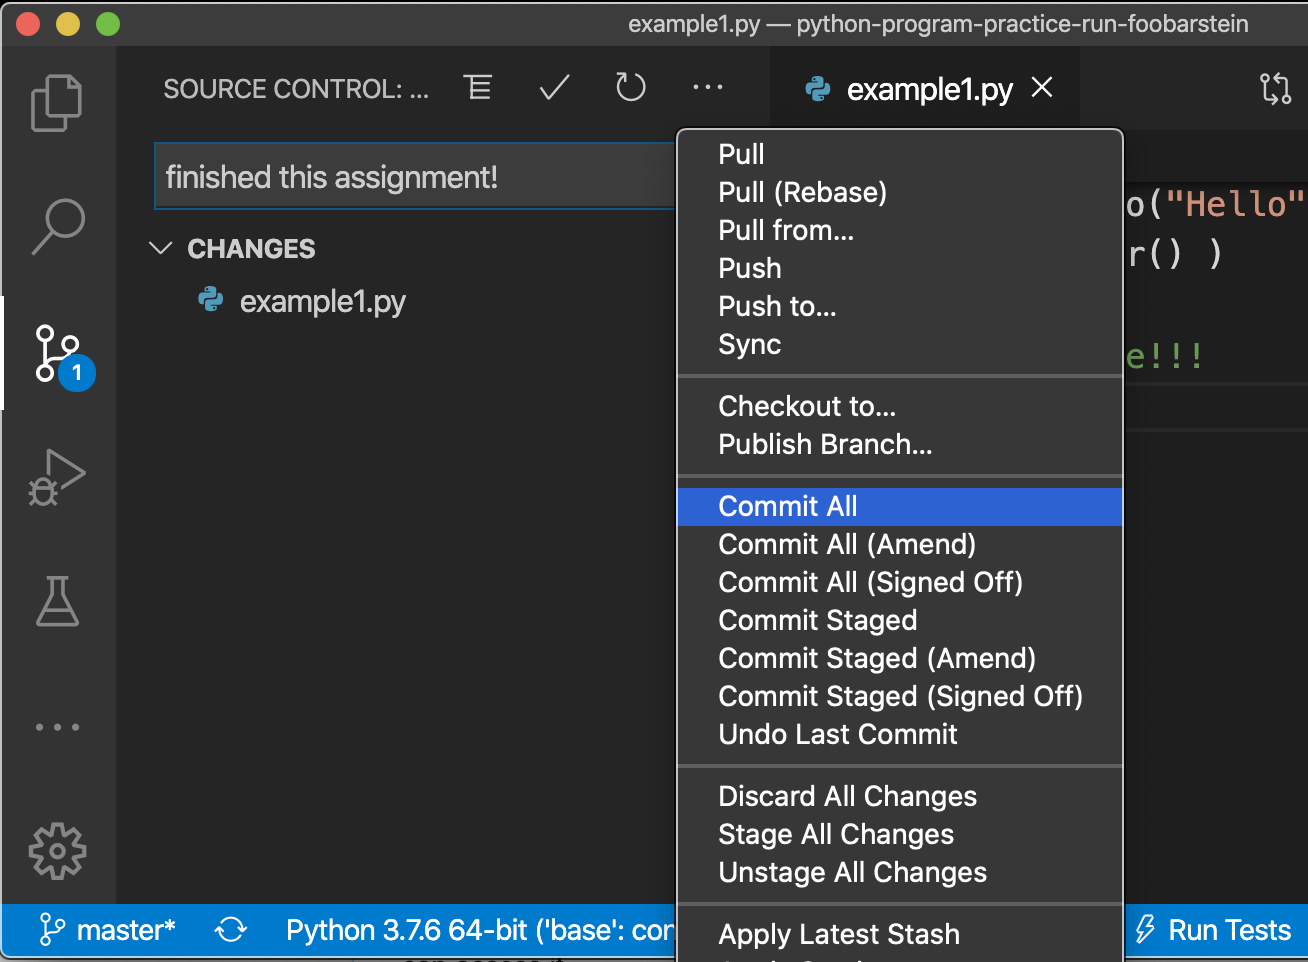 example1.py — python-program-practice-run-foobarstein
SOURCE CONTROL: ...
example1.py
finished this assignment!
CHANGES
example1.py
1
Pull
Pull (Rebase)
Pull from...
Push
Push to...
Sync
Checkout to...
Publish Branch...
Commit All
Commit All (Amend)
Commit All (Signed Off)
Commit Staged
Commit Staged (Amend)
Commit Staged (Signed Off)
Undo Last Commit
Discard All Changes
Stage All Changes
Unstage All Changes
Apply Latest Stash
o("Hello"
r() )
e!!!
master*
Python 3.7.6 64-bit ('base': con
Run Tests